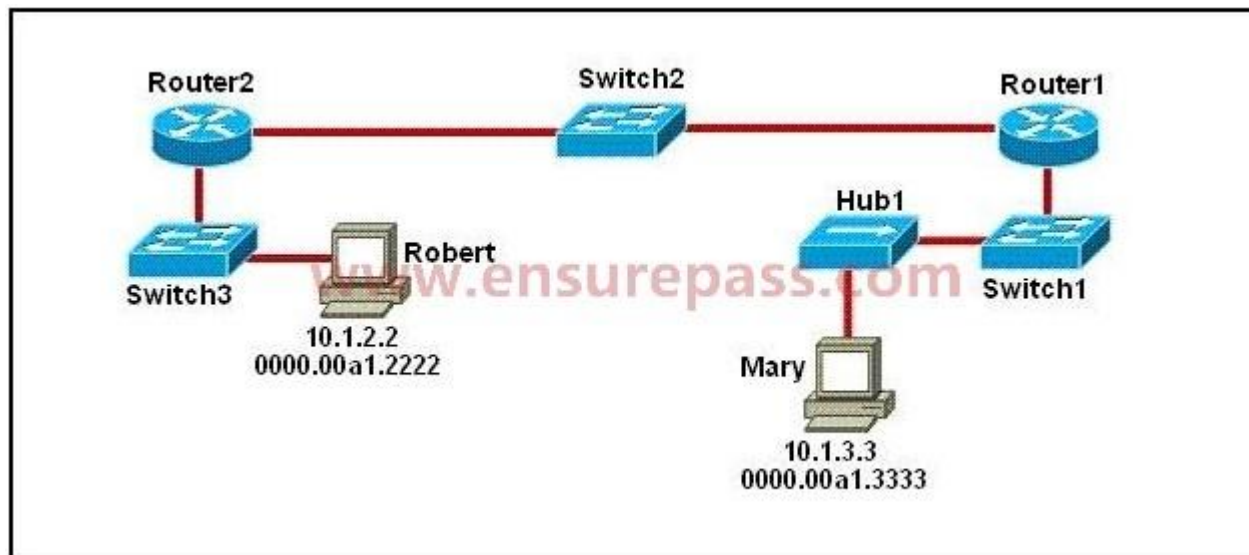 Router2
Switch2
Router1
Hub1
Robert
Switch3
www.ensurepass.com
Switch1
10.1.2.2
0000.00a1.2222
Mary
10.1.3.3
0000.00a1.3333